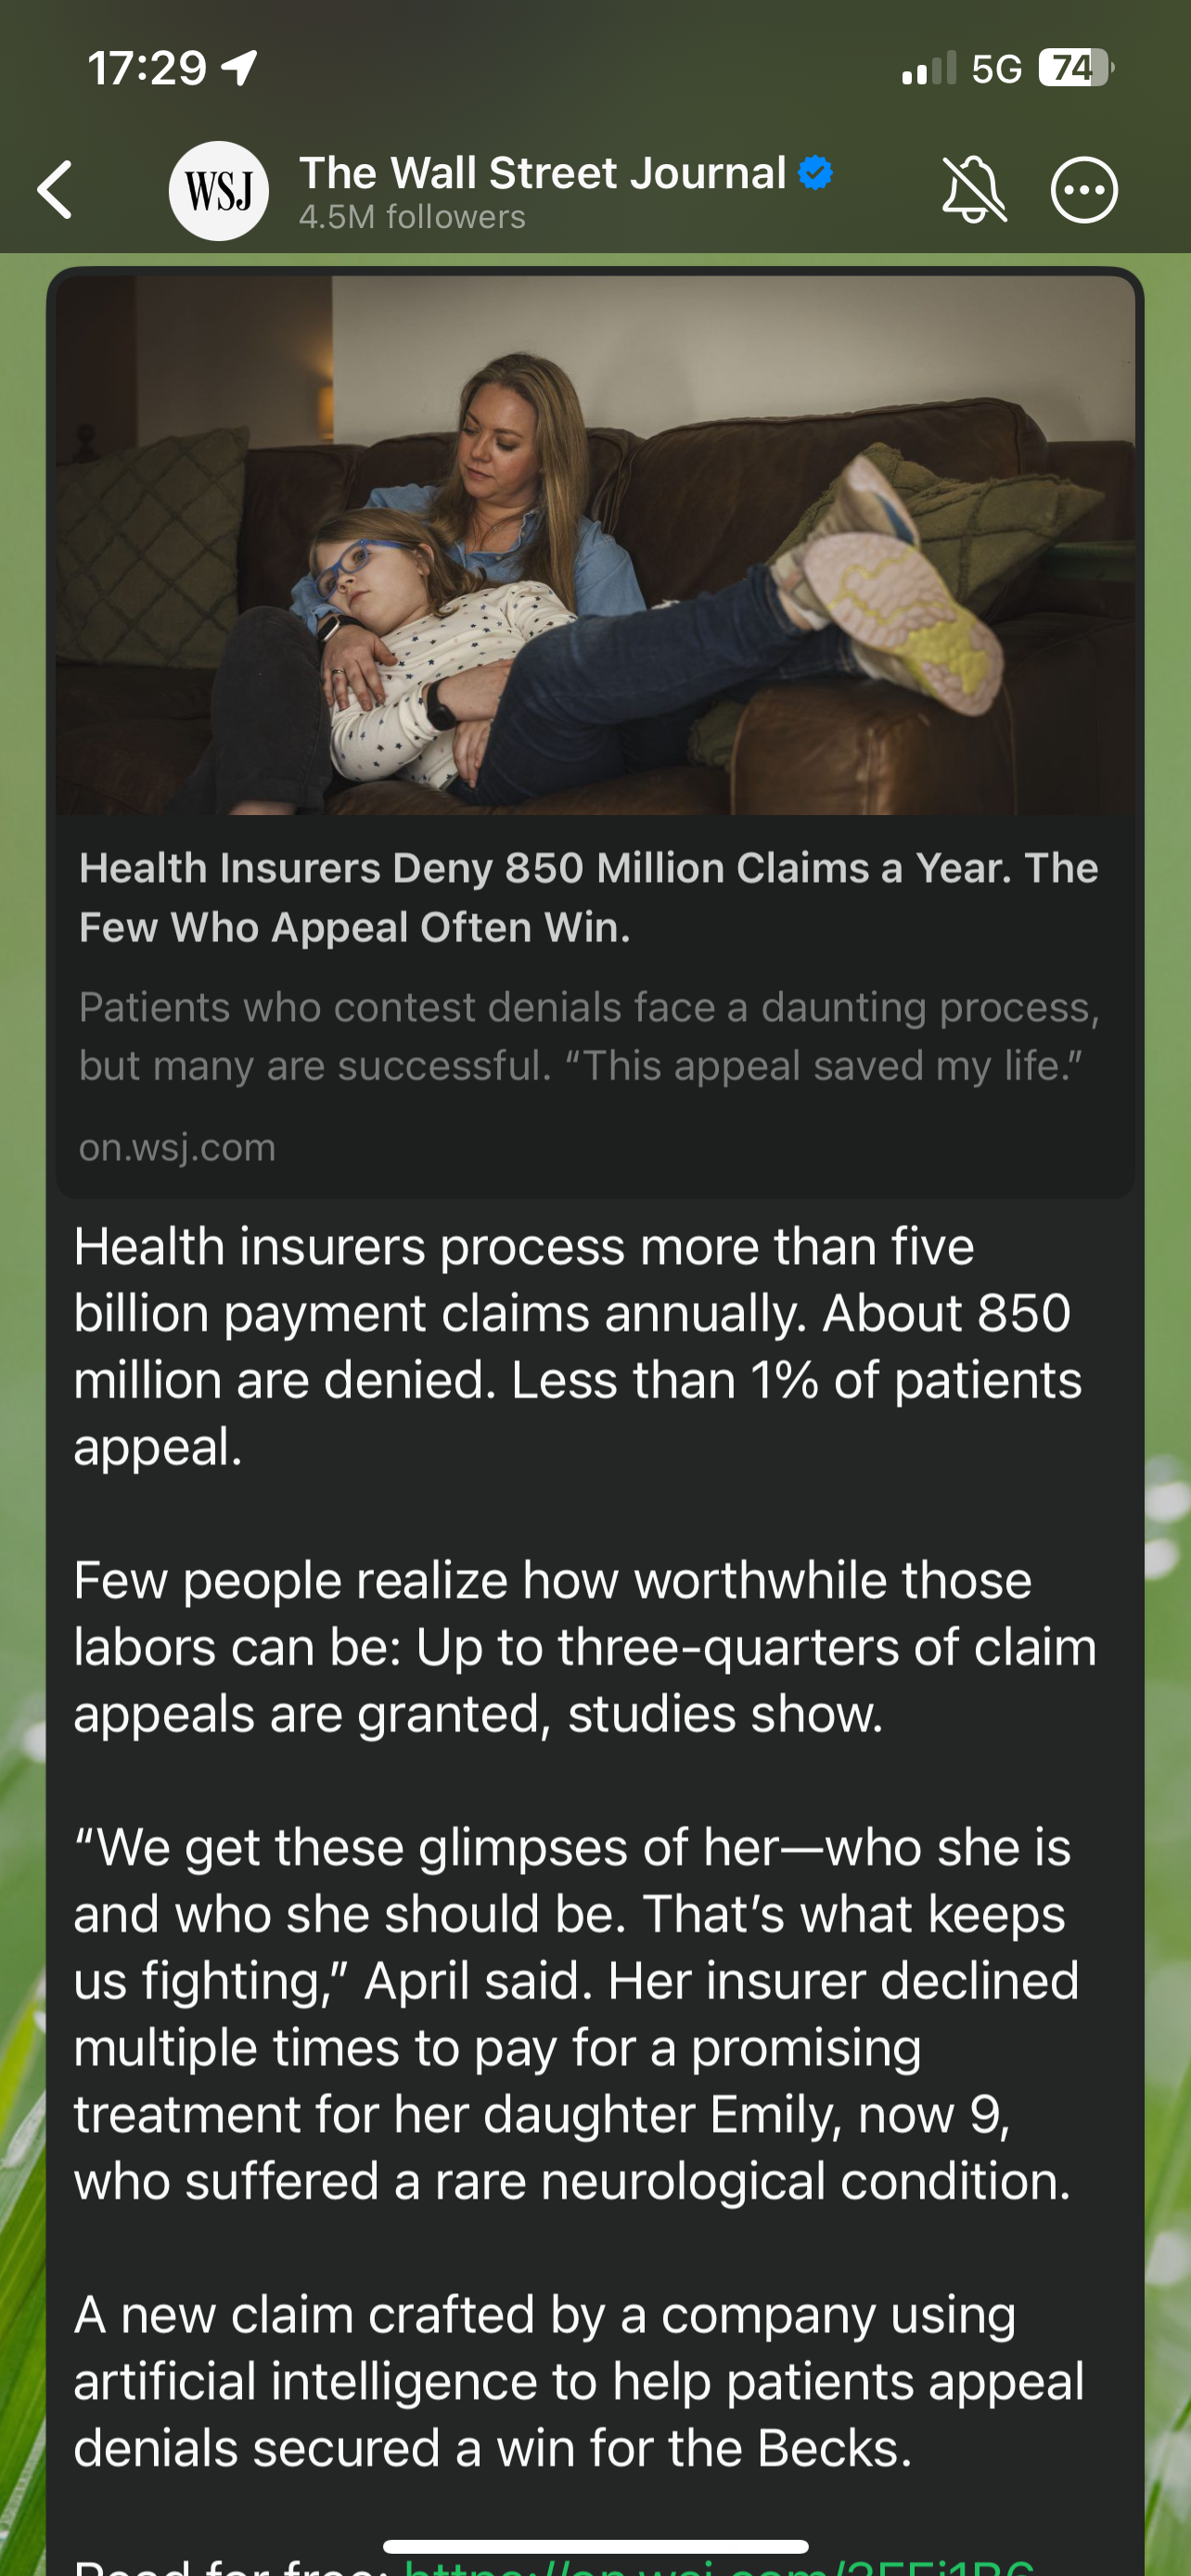 17:29
5G 74
WSJ
The Wall Street Journal
4.5M followers
Health Insurers Deny 850 Million Claims a Year. The
Few Who Appeal Often Win.
Patients who contest denials face a daunting process,
but many are successful. “This appeal saved my life.”
on.wsj.com
Health insurers process more than five
billion payment claims annually. About 850
million are denied. Less than 1% of patients
appeal.
Few people realize how worthwhile those
labors can be: Up to three-quarters of claim
appeals are granted, studies show.
“We get these glimpses of her—who she is
and who she should be. That’s what keeps
us fighting,” April said. Her insurer declined
multiple times to pay for a promising
treatment for her daughter Emily, now 9,
who suffered a rare neurological condition.
A new claim crafted by a company using
artificial intelligence to help patients appeal
denials secured a win for the Becks.
Read for free: